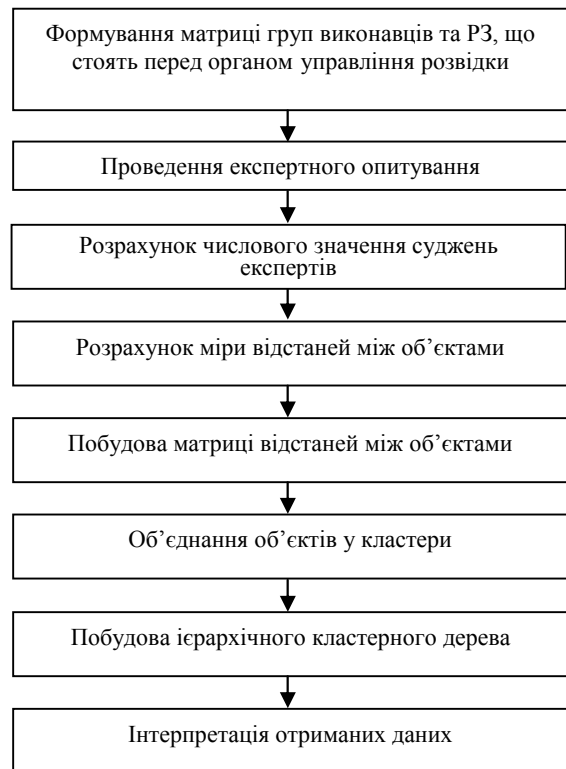 Формування матриці груп виконавців та РЗ, що
стоять перед органом управління розвідки
Проведення експертного опитування
Розрахунок числового значення суджень
експертів
Розрахунок міри відстаней між об’єктами
Побудова матриці відстаней між об’єктами
Об’єднання об’єктів у кластери
Побудова ієрархічного кластерного дерева
Інтерпретація отриманих даних